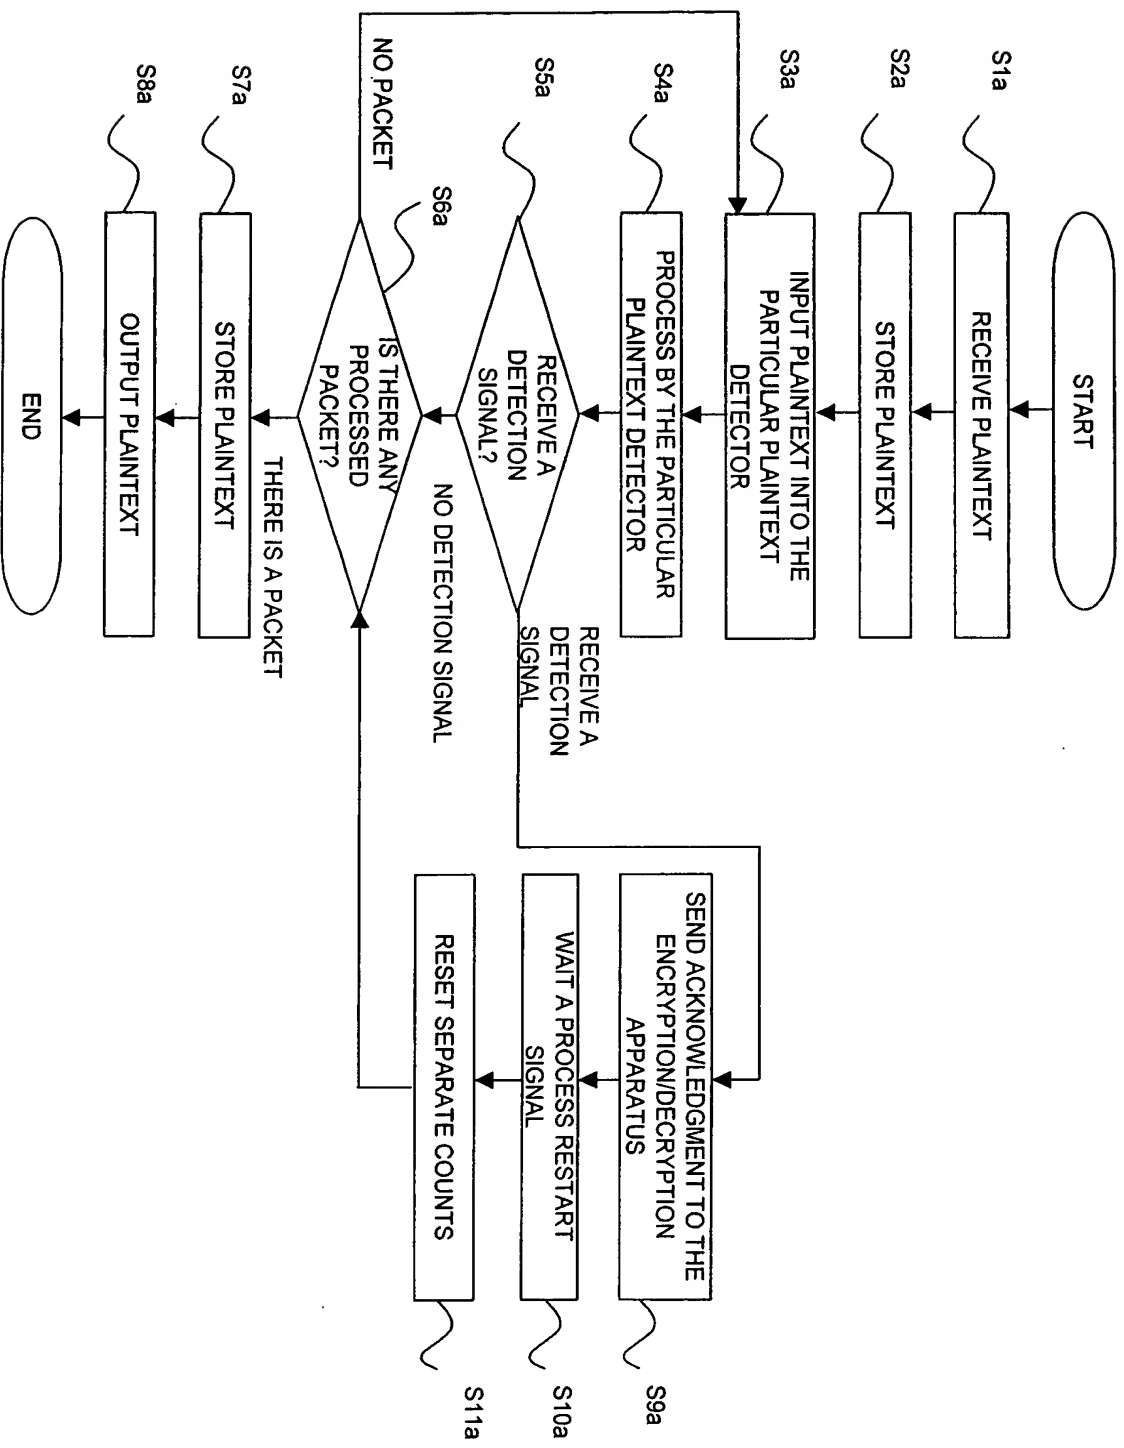 START
S1a
RECEIVE PLAINTEXT
S2a
STORE PLAINTEXT
S3a
INPUT PLAINTEXT INTO THE
PARTICULAR PLAINTEXT
DETECTOR
S4a
PROCESS BY THE PARTICULAR
PLAINTEXT DETECTOR
S5a
RECEIVE A
DETECTION
SIGNAL?
RECEIVE A
DETECTION
SIGNAL
NO DETECTION SIGNAL
S6a
IS THERE ANY
PROCESSED
PACKET?
NO PACKET
THERE IS A PACKET
S7a
STORE PLAINTEXT
S8a
OUTPUT PLAINTEXT
END
SEND ACKNOWLEDGMENT TO THE
ENCRYPTION/DECRYPTION
APPARATUS
S9a
WAIT A PROCESS RESTART
SIGNAL
S10a
RESET SEPARATE COUNTS
S11a